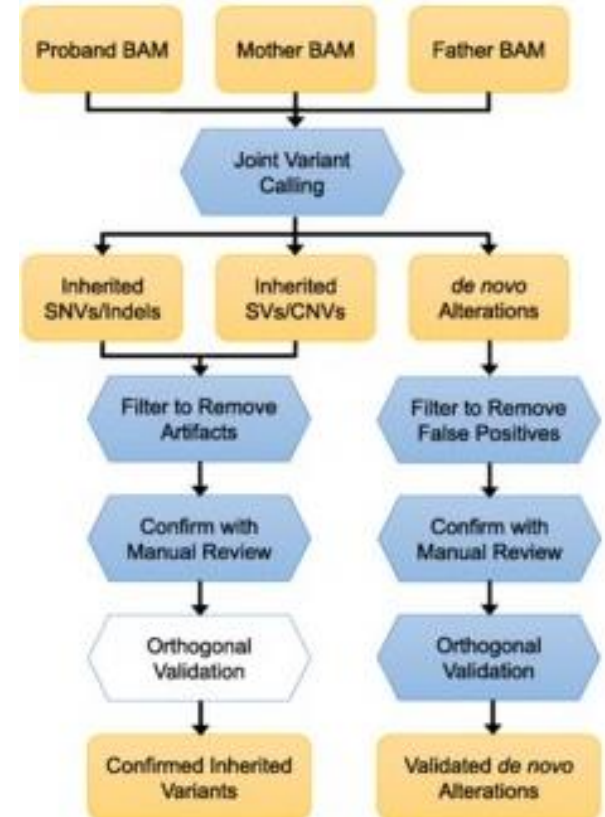 Proband BAM
Mother BAM
Father BAM
Joint Variant
Calling
Inherited
SNVs/Indels
Inherited
SVs/CNVs
de novo
Alterations
Filter to Remove
Artifacts
Filter to Remove
False Positives
Confirm with
Manual Review
Confirm with
Manual Review
Orthogonal
Validation
Orthogonal
Validation
Confirmed Inherited
Variants
Validated de novo
Alterations